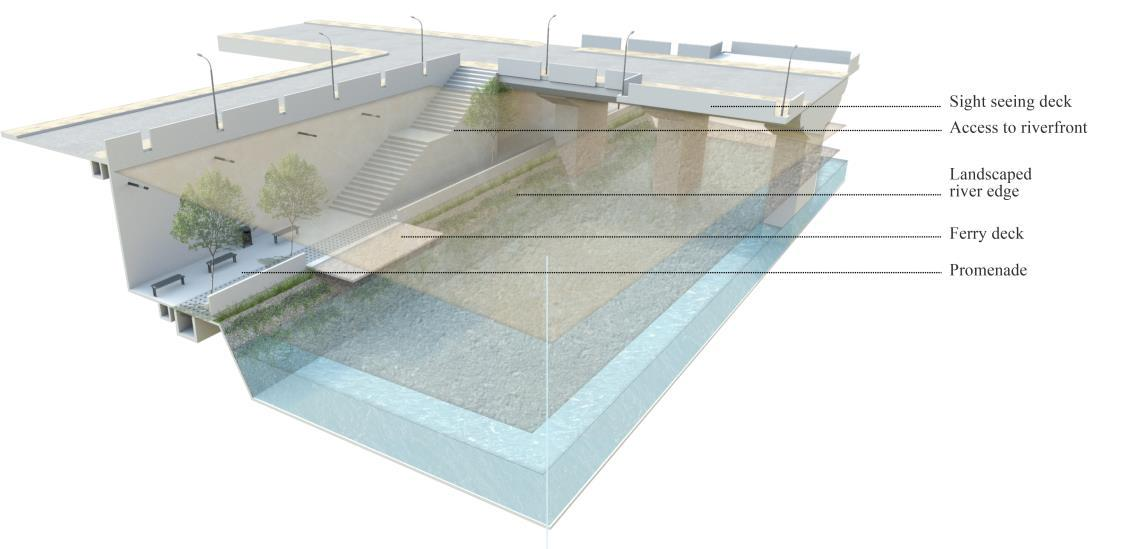 Sight seeing deck
Access to riverfront
Landscaped
river edge
Ferry deck
Promenade